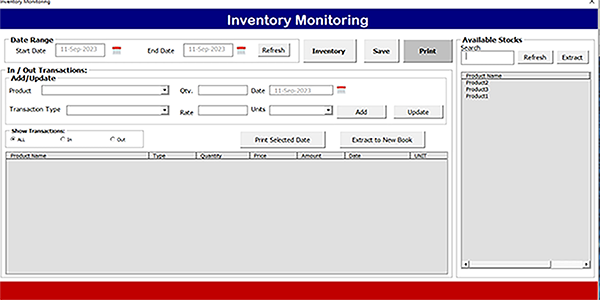 Inventory Monitoring
Inventory Monitoring
Date Range
Start Date 11-Sep-2023 End Date 11-Sep-2023 Refresh Inventory Save Print
Available Stocks
Search
Refresh Extract
Product Name
Product2
Product3
Product1
In / Out Transactions:
Add/Update
Product Qty. Date 11-Sep-2023
Transaction Type Rate Units Add Update
Show Transactions:
ALL In Out
Print Selected Date Extract to New Book
Product Name Type Quantity Price Amount Date UNIT